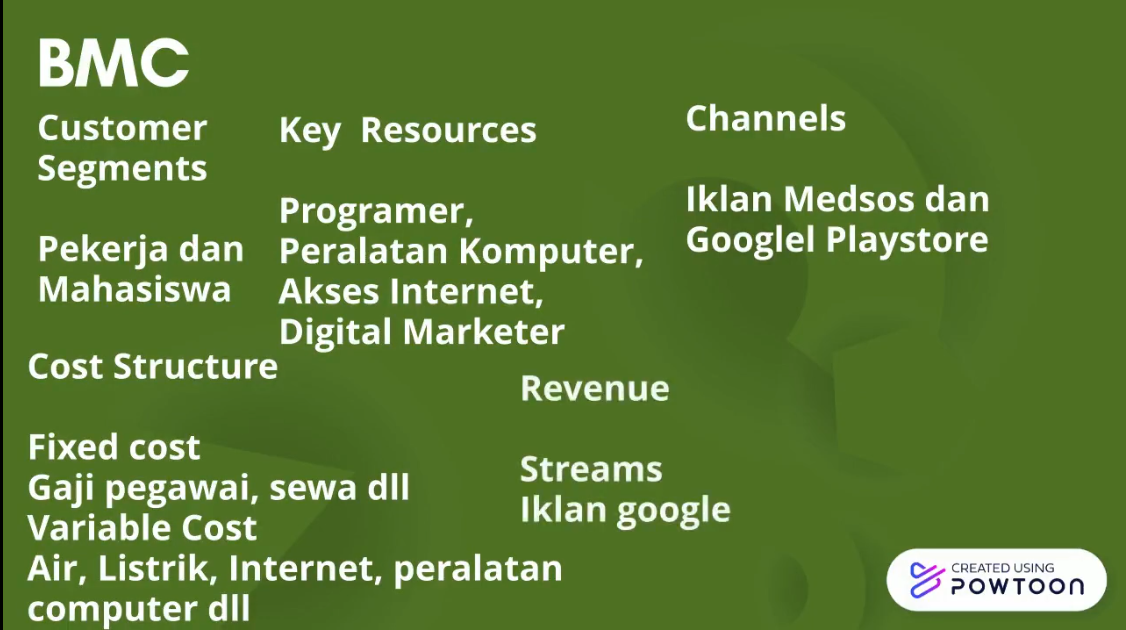 BMC
Customer
Segments
Pekerja dan
Mahasiswa
Key  Resources
Programer,
Peralatan Komputer,
Akses Internet,
Digital Marketer
Channels
Iklan Medsos dan
Googlel Playstore
Cost Structure
Fixed cost
Gaji pegawai, sewa dll
Variable Cost
Air, Listrik, Internet, peralatan
computer dll
Revenue
Streams
Iklan google
CREATED USING
POWTOON